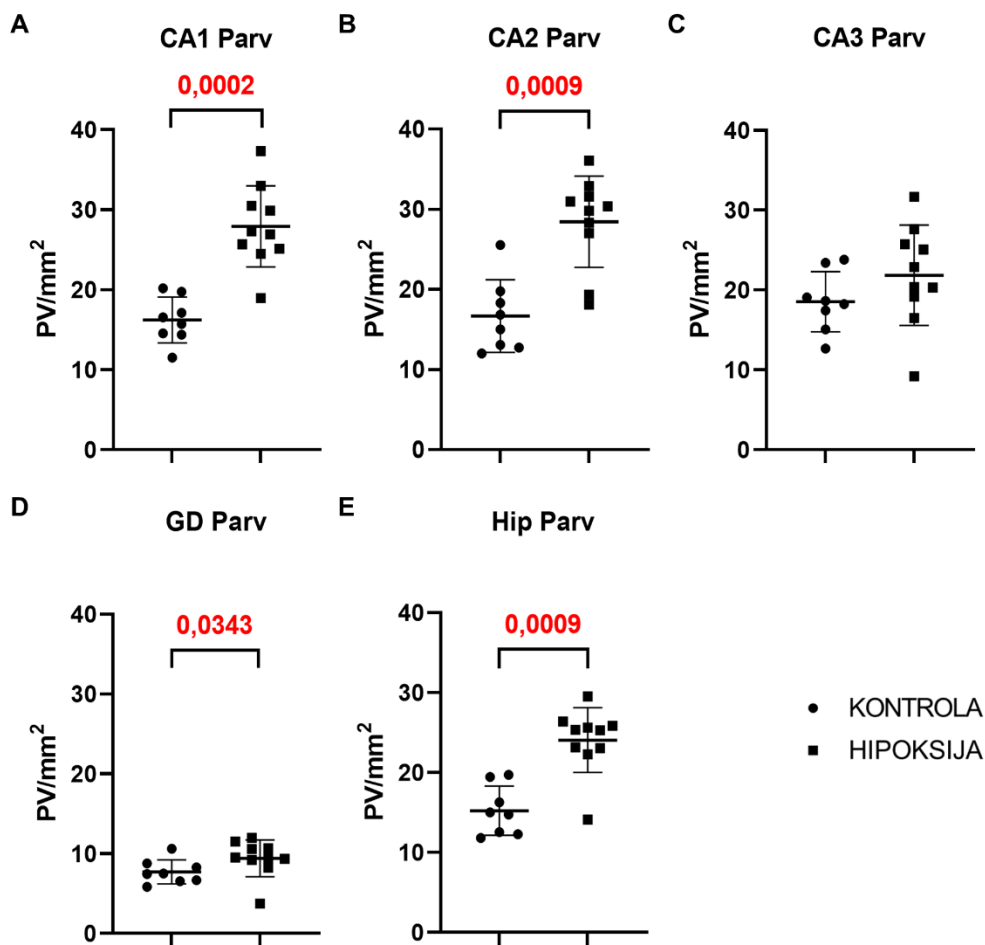 A
CA1 Parv
0,0002
PV/mm²
40
30
20
10
0
B
CA2 Parv
0,0009
PV/mm²
40
30
20
10
0
C
CA3 Parv
PV/mm²
40
30
20
10
0
D
GD Parv
0,0343
PV/mm²
40
30
20
10
0
E
Hip Parv
0,0009
PV/mm²
40
30
20
10
0
KONTROLA
HIPOKSIJA